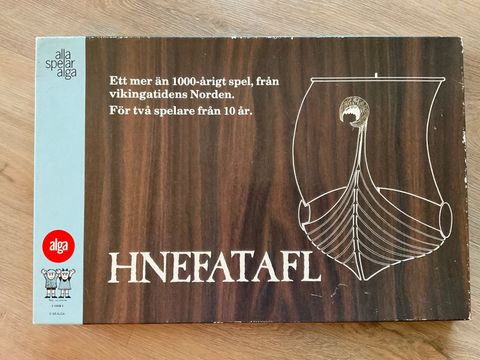 alla
spelar
alga
Ett mer än 1000-årigt spel, från
vikingatidens Norden.
För två spelare från 10 år.
alga
HNEFATAFL